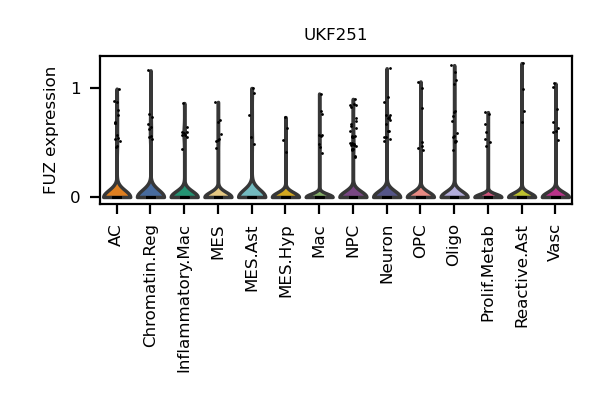 UKF251
FUZ expression
1
0
AC
Chromatin.Reg
Inflammatory.Mac
MES
MES.Ast
MES.Hyp
Mac
NPC
Neuron
OPC
Oligo
Prolif.Metab
Reactive.Ast
Vasc